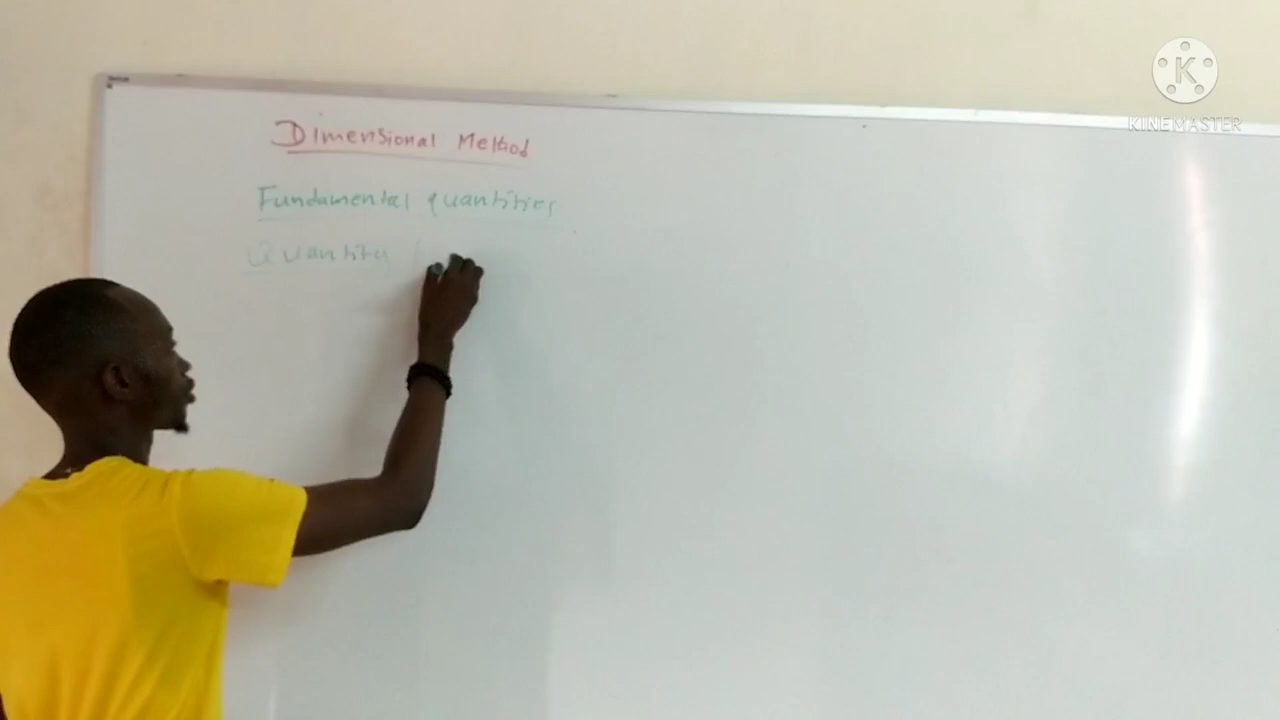 Dimensional Method
Fundamental quantities
Quantity
K
KINEMASTER